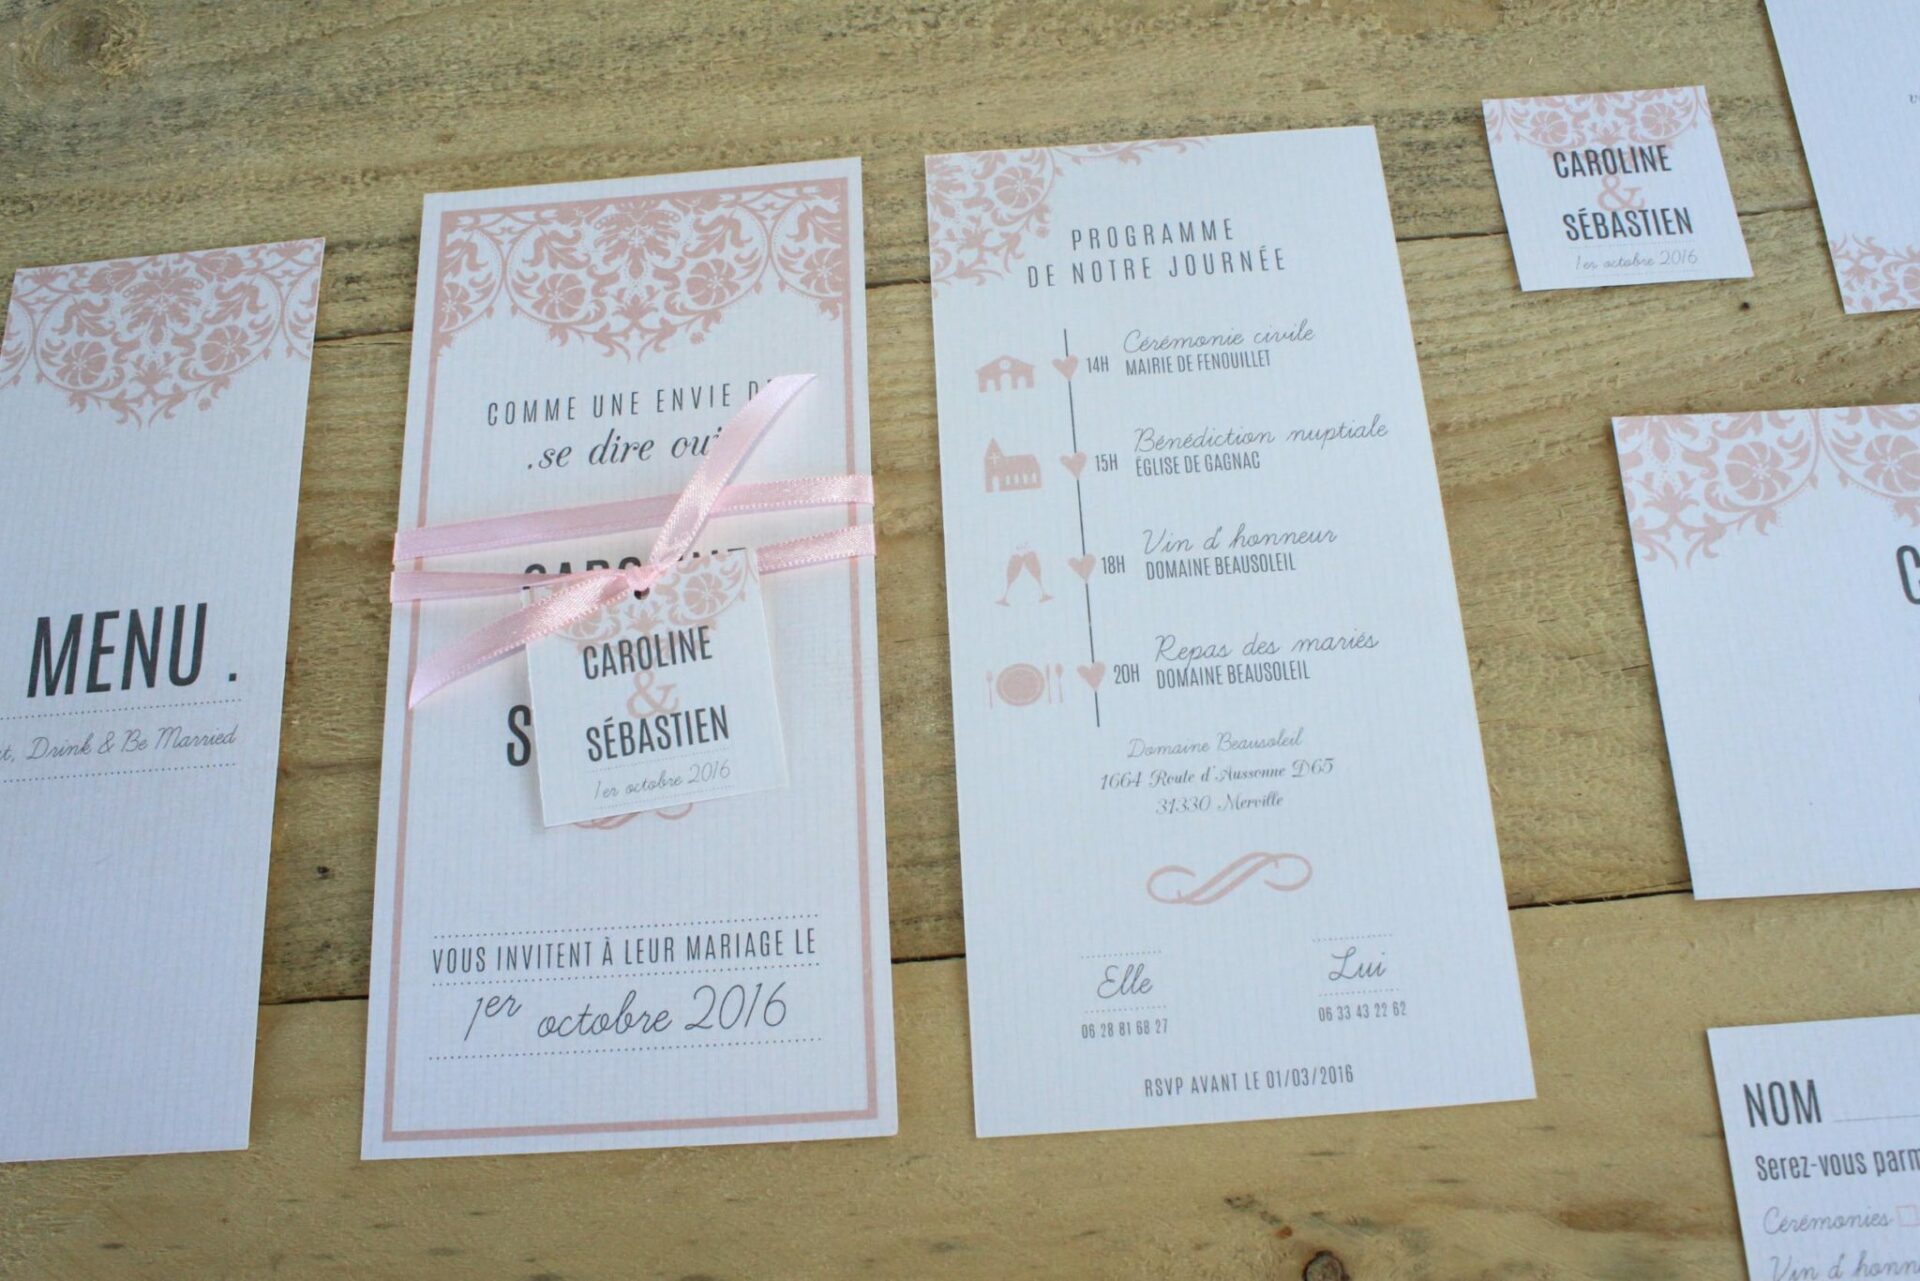 MENU .
Drink & Be Married
COMME UNE ENVIE
.se dire oui
CAROLINE
&
SÉBASTIEN
1er octobre 2016
VOUS INVITENT À LEUR MARIAGE LE
1er octobre 2016
PROGRAMME
DE NOTRE JOURNÉE
14H Cérémonie civile
MAIRIE DE FENOUILLET
15H Bénédiction nuptiale
ÉGLISE DE GAGNAC
18H Vin d'honneur
DOMAINE BEAUSOLEIL
20H Repas des mariés
DOMAINE BEAUSOLEIL
Domaine Beausoleil
1664 Route d'Aussonne D65
31330 Merville
Elle
06 28 81 68 27
Lui
06 33 43 22 62
RSVP AVANT LE 01/03/2016
CAROLINE
&
SÉBASTIEN
1er octobre 2016
NOM
Serez-vous
Cérémonies
Vin d'